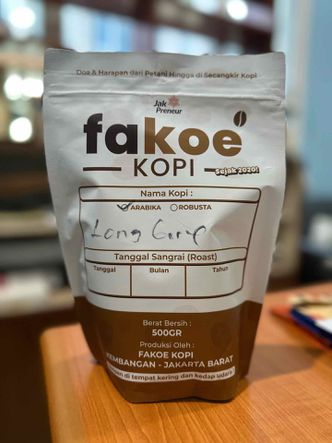 Doa & Harapan dari Petani Hingga di Secangkir Kopi
Jak
Preneur
fakoe
KOPI
Sejak 2020!
Nama Kopi :
ARABIKA ROBUSTA
Long
Tanggal Sangrai (Roast)
Tanggal Bulan Tahun
Berat Bersih :
500GR
Produksi Oleh :
FAKOE KOPI
KEMBANGAN - JAKARTA BARAT
di tempat kering dan kedap udara